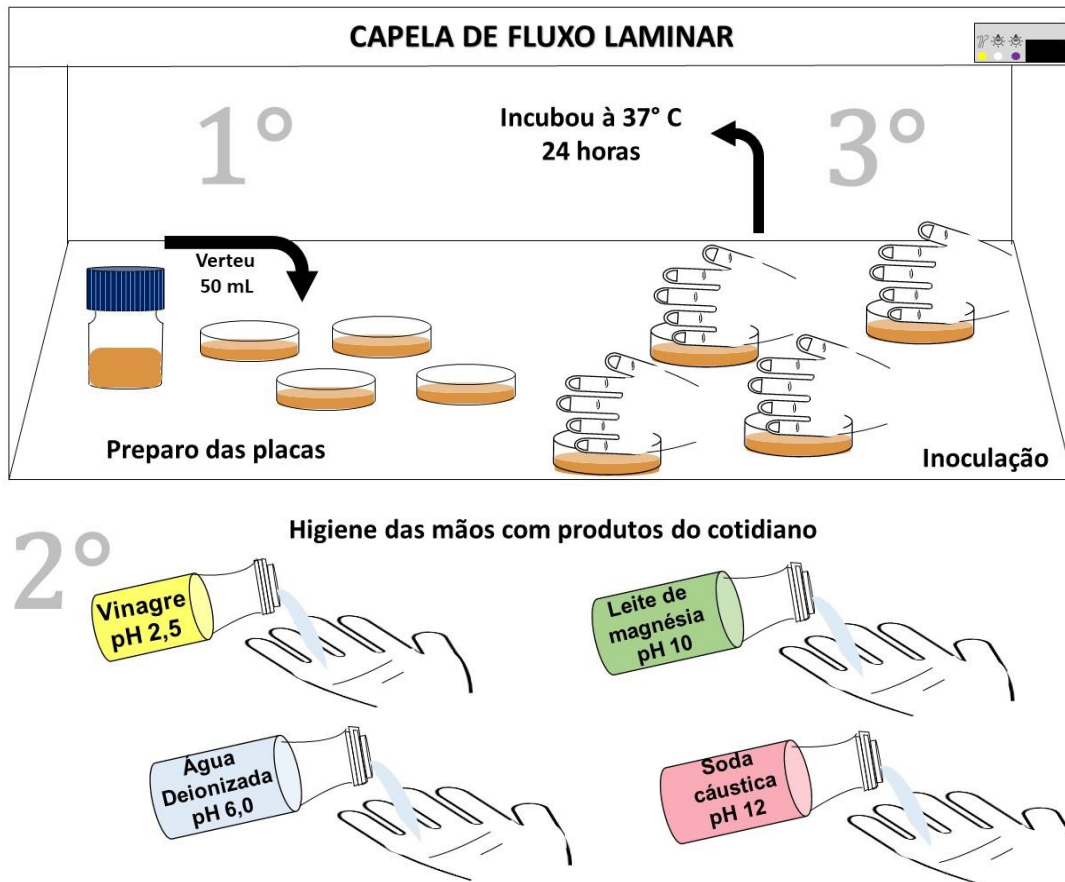 CAPELA DE FLUXO LAMINAR
1°
Incubou à 37° C
24 horas
3°
Verteu
50 mL
Preparo das placas
Inoculação
2°
Higiene das mãos com produtos do cotidiano
Vinagre
pH 2,5
Leite de
magnésia
pH 10
Água
Deionizada
pH 6,0
Soda
cáustica
pH 12